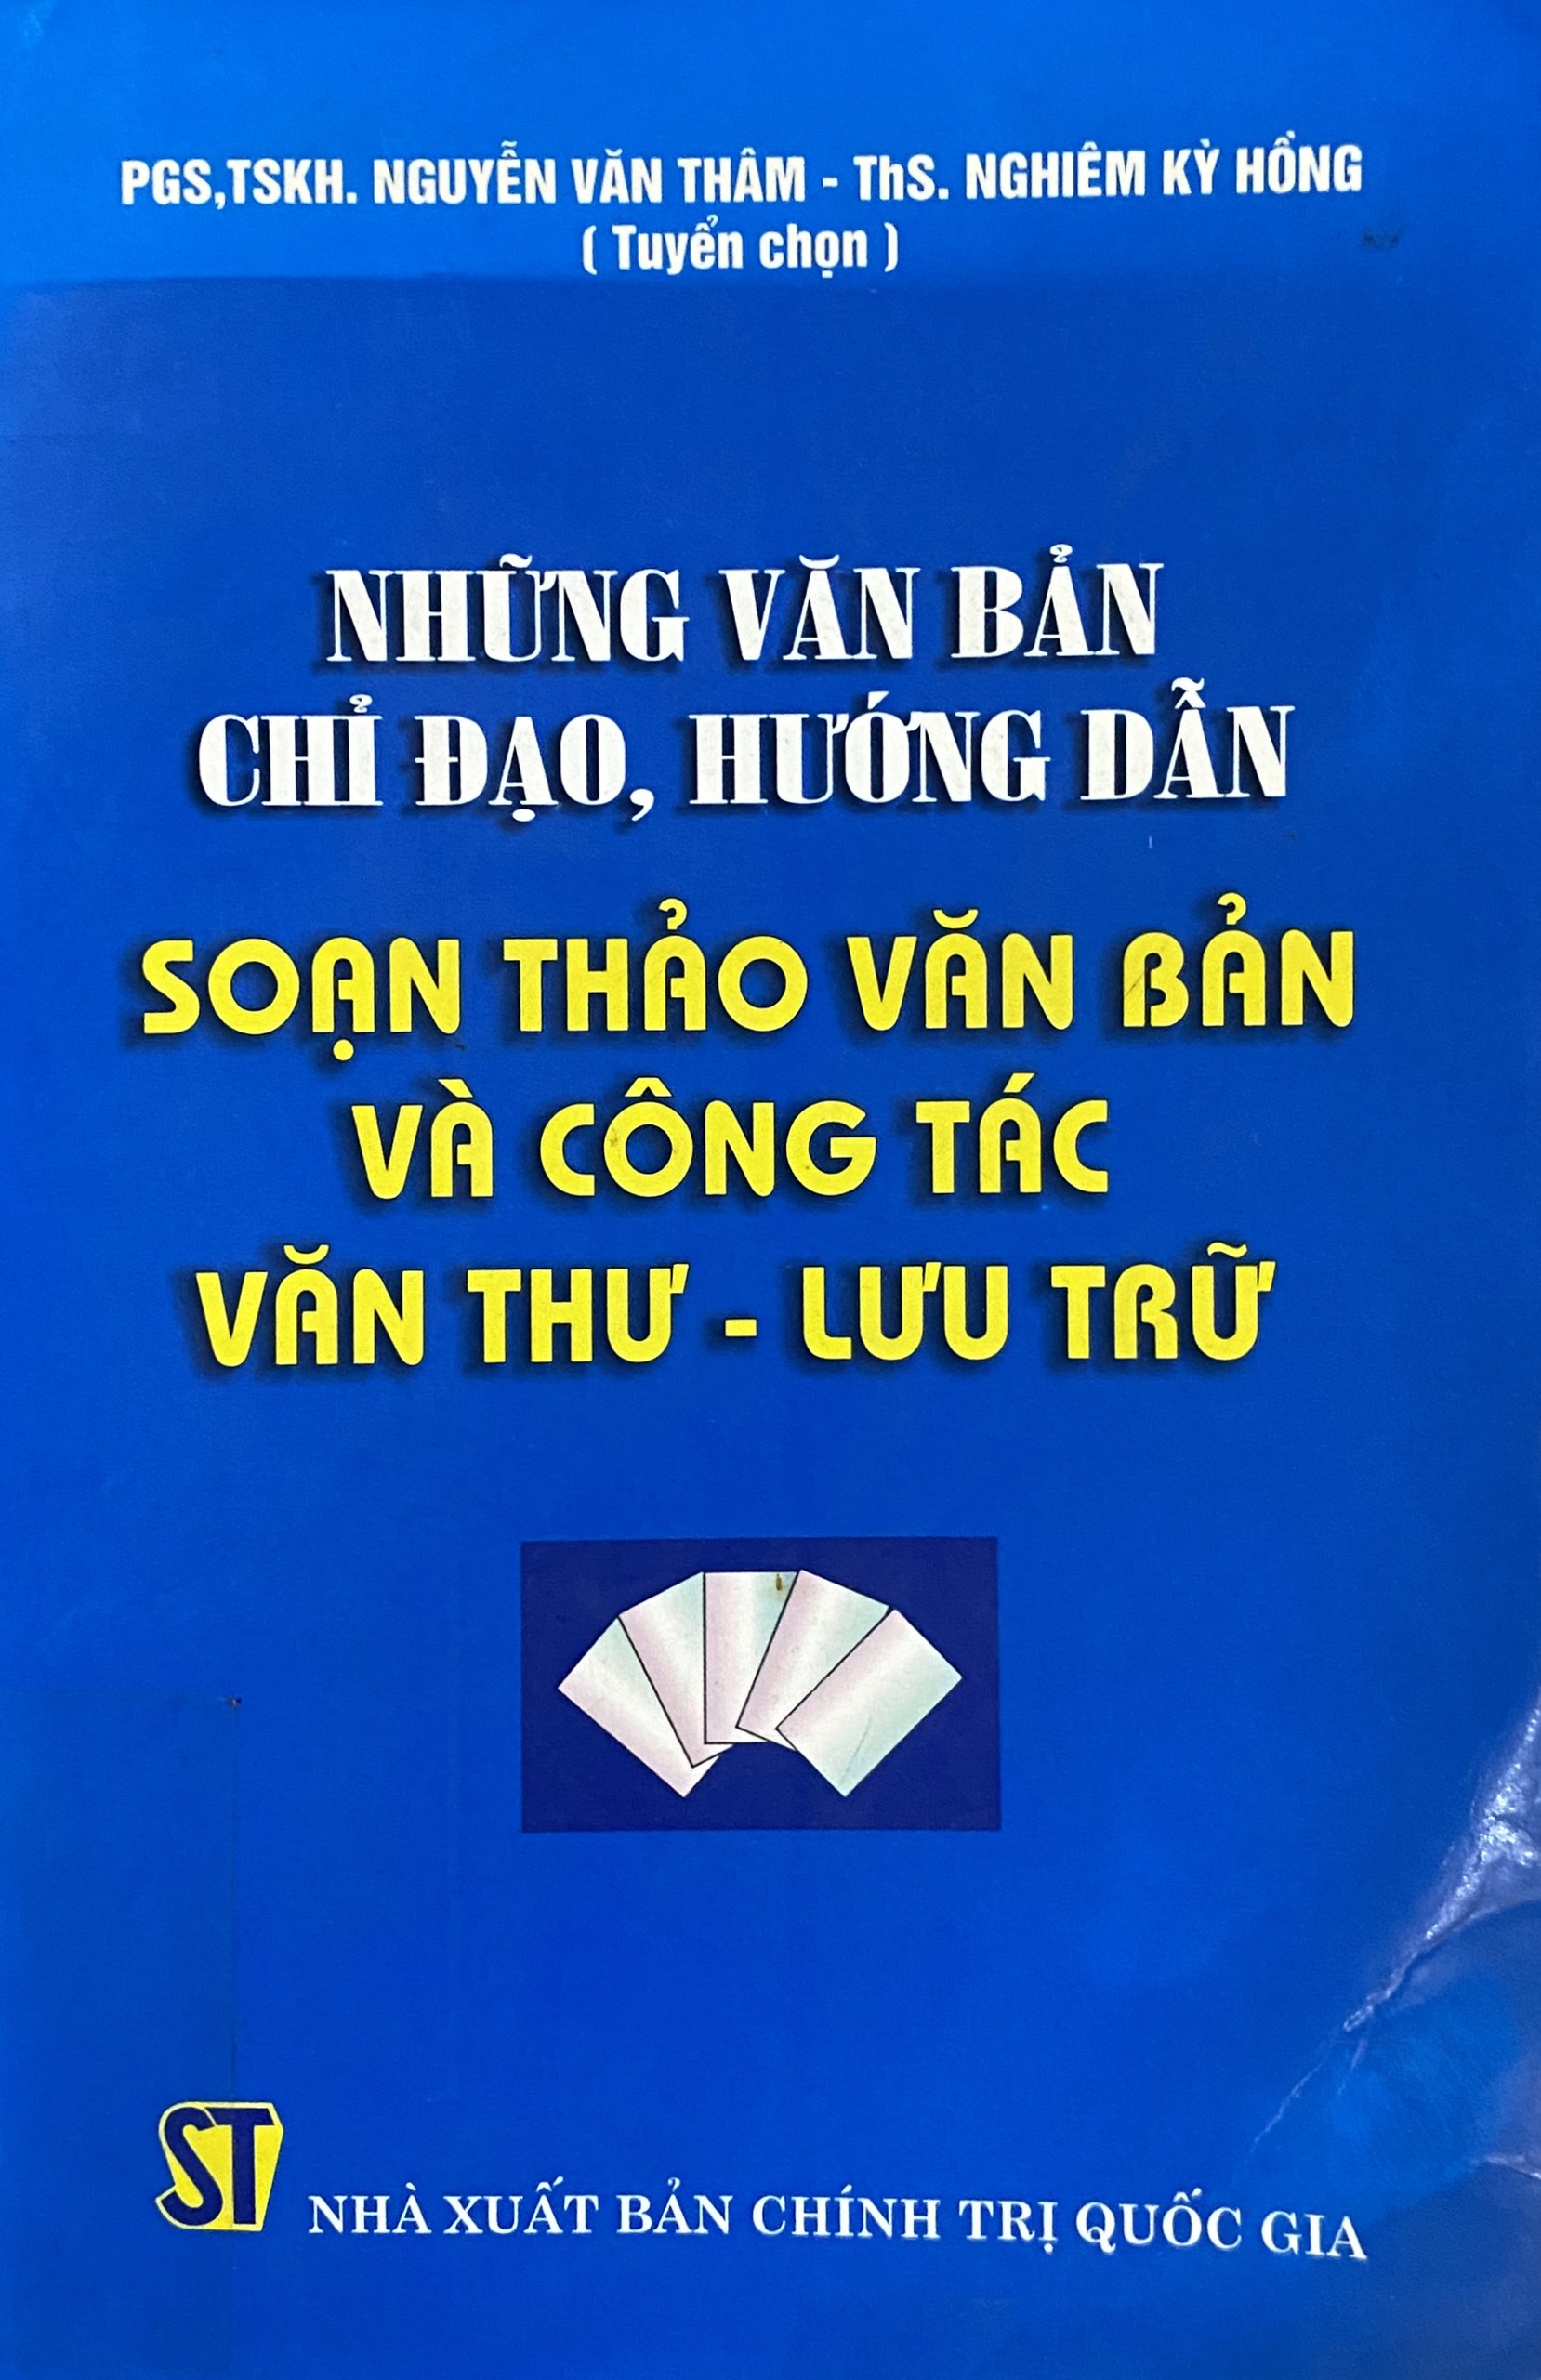 PGS,TSKH. NGUYỄN VĂN THÂM - ThS. NGHIÊM KỲ HỒNG
( Tuyển chọn )
NHỮNG VĂN BẢN
CHỈ ĐẠO, HƯỚNG DẪN
SOẠN THẢO VĂN BẢN
VÀ CÔNG TÁC
VĂN THƯ - LƯU TRỮ
ST
NHÀ XUẤT BẢN CHÍNH TRỊ QUỐC GIA